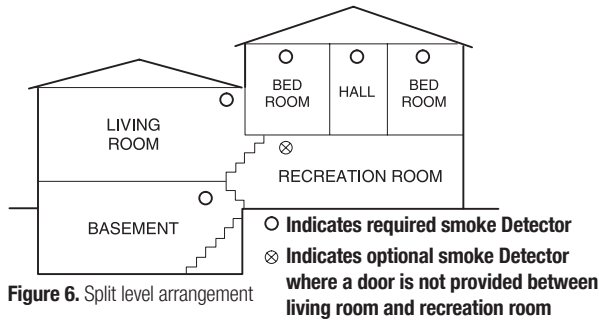 BED
ROOM
HALL
BED
ROOM
LIVING
ROOM
RECREATION ROOM
BASEMENT
Indicates required smoke Detector
Indicates optional smoke Detector
where a door is not provided between
living room and recreation room
Figure 6. Split level arrangement